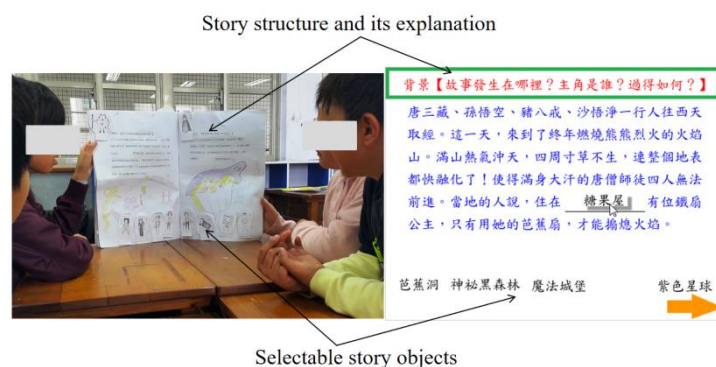 Story structure and its explanation
背景【故事發生在哪裡？主角是誰？過得如何？】
唐三藏、孫悟空、豬八戒、沙悟淨一行人往西天
取經。這一天，來到了終年燃燒熊熊烈火的火焰
山。滿山熱氣沖天，四周寸草不生，連整個地表
都快融化了！使得滿身大汗的唐僧師徒四人無法
前進。當地的人說，住在 糖果屋 有位鐵扇
公主，只有用她的芭蕉扇，才能搧熄火焰。
芭蕉洞 神祕黑森林 魔法城堡 紫色星球
Selectable story objects